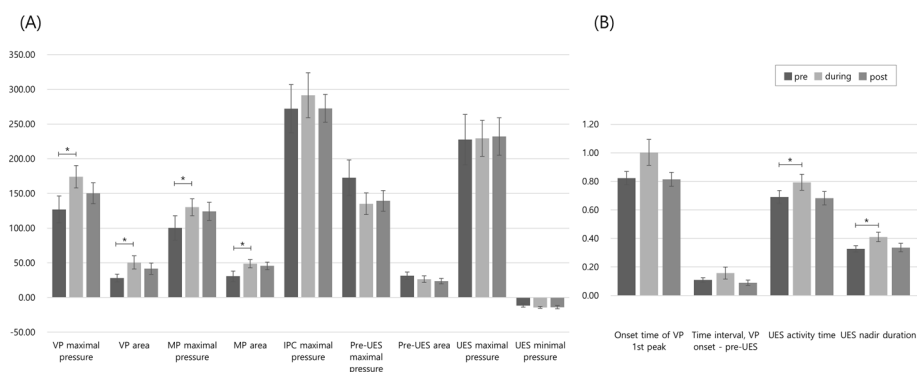 (A)
350.00
300.00
250.00
200.00
150.00
100.00
50.00
0.00
-50.00
*
*
*
*
VP maximal pressure
VP area
MP maximal pressure
MP area
IPC maximal pressure
Pre-UES maximal pressure
Pre-UES area
UES maximal pressure
UES minimal pressure
(B)
pre during post
1.20
1.00
0.80
0.60
0.40
0.20
0.00
*
*
Onset time of VP 1st peak
Time interval, VP onset - pre-UES
UES activity time
UES nadir duration